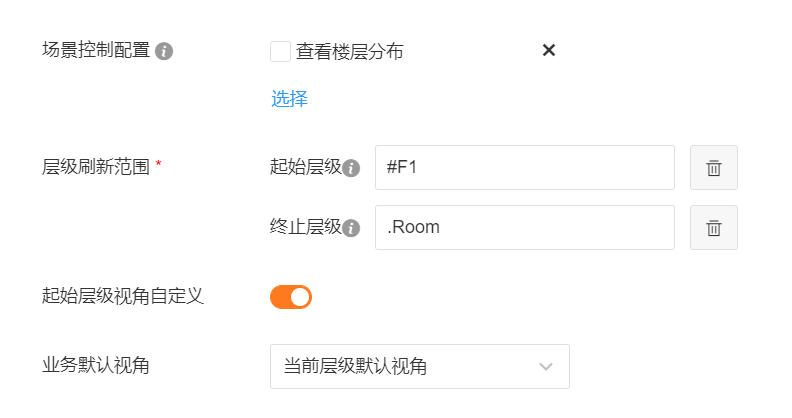 场景控制配置 查看楼层分布
选择
层级刷新范围 * 起始层级 #F1
终止层级 .Room
起始层级视角自定义
业务默认视角 当前层级默认视角